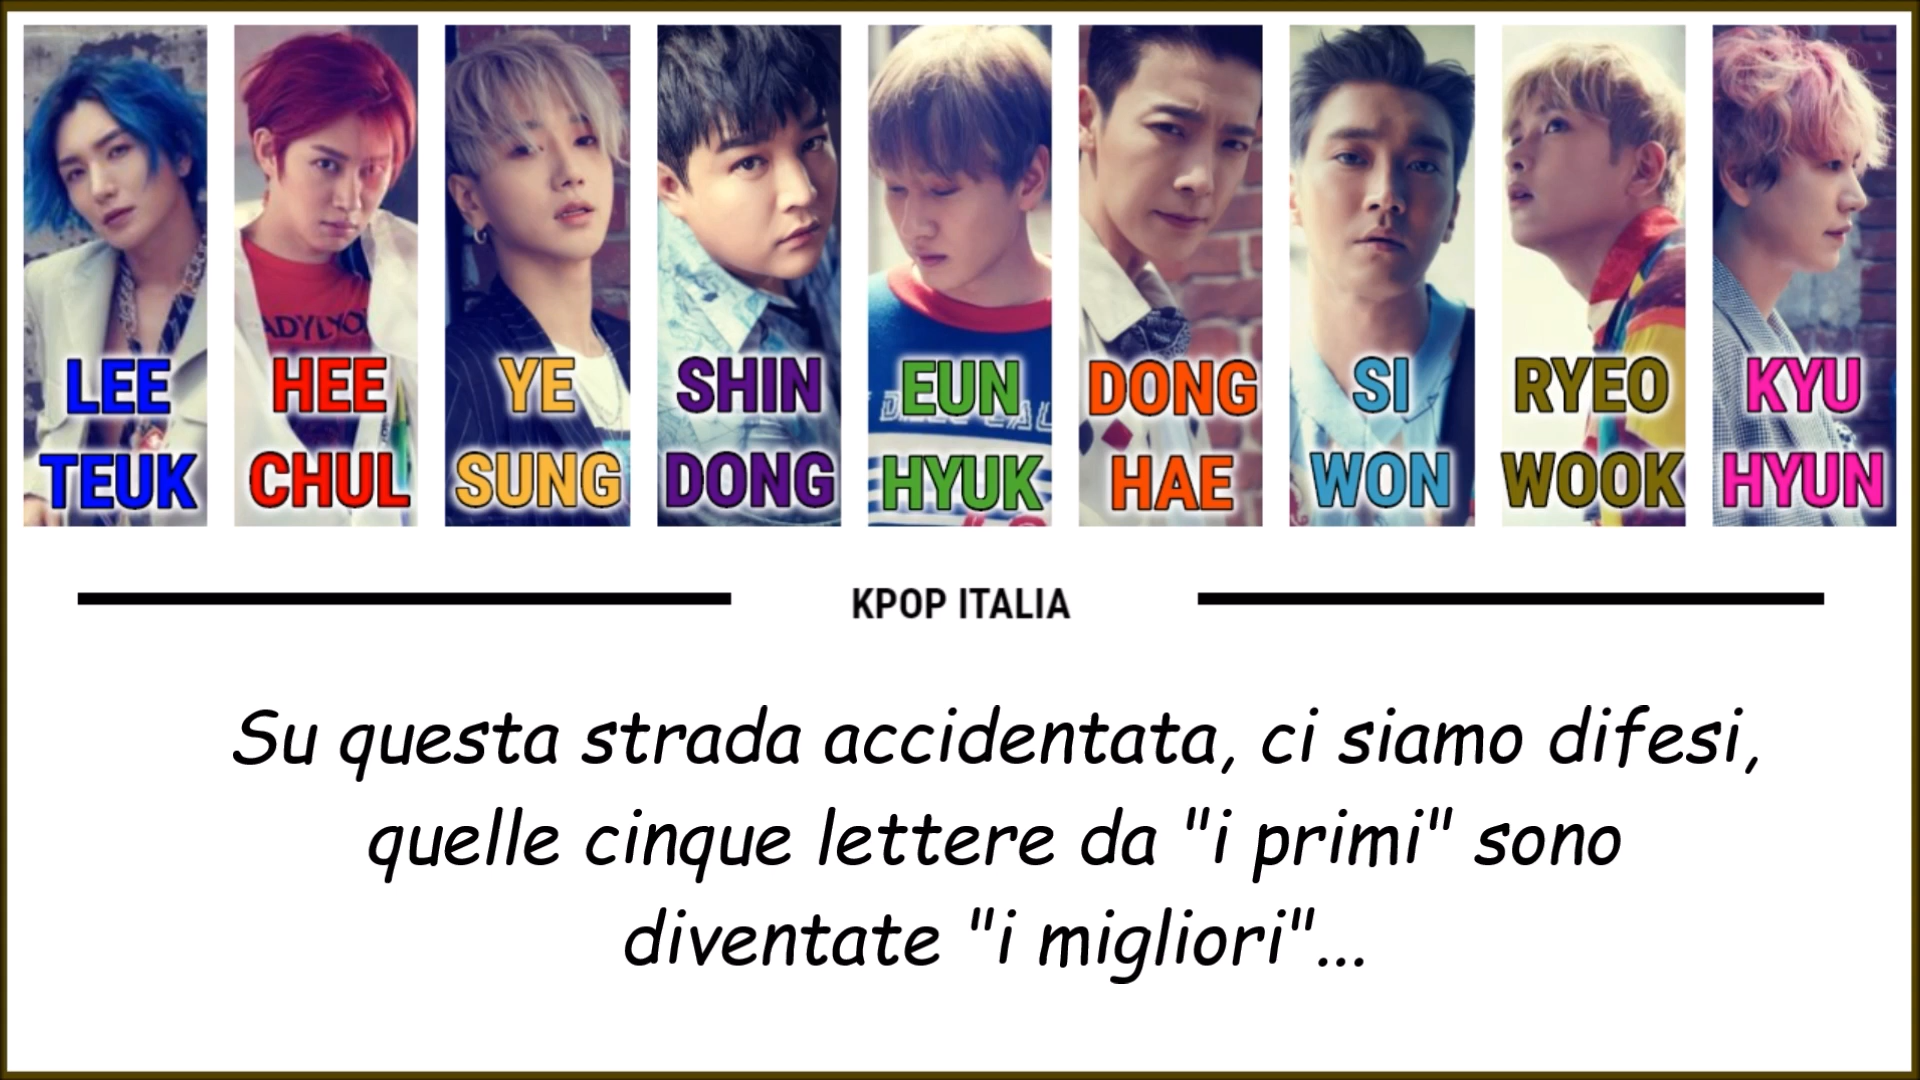 LEE TEUK
HEE CHUL
YE SUNG
SHIN DONG
EUN HYUK
DONG HAE
SI WON
RYEO WOOK
KYU HYUN
KPOP ITALIA
Su questa strada accidentata, ci siamo difesi,
quelle cinque lettere da "i primi" sono
diventate "i migliori"...